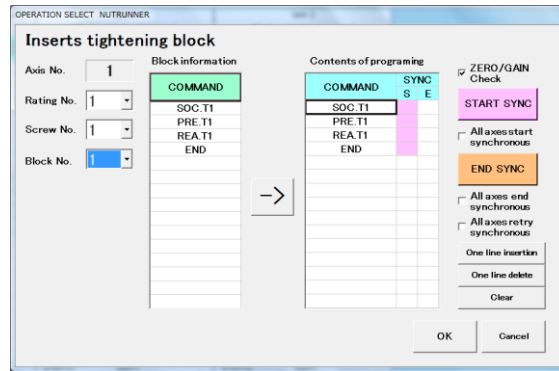 OPERATION SELECT NUTRUNNER
Inserts tightening block
Axis No. 1
Rating No. 1
Screw No. 1
Block No. 1
Block information
COMMAND
SOC.T1
PRE.T1
REA.T1
END
—>
Contents of programing
COMMAND SYNC
S E
SOC.T1
PRE.T1
REA.T1
END
ZERO/GAIN
Check
START SYNC
All axes start
synchronous
END SYNC
All axes end
synchronous
All axes retry
synchronous
One line insertion
One line delete
Clear
OK Cancel